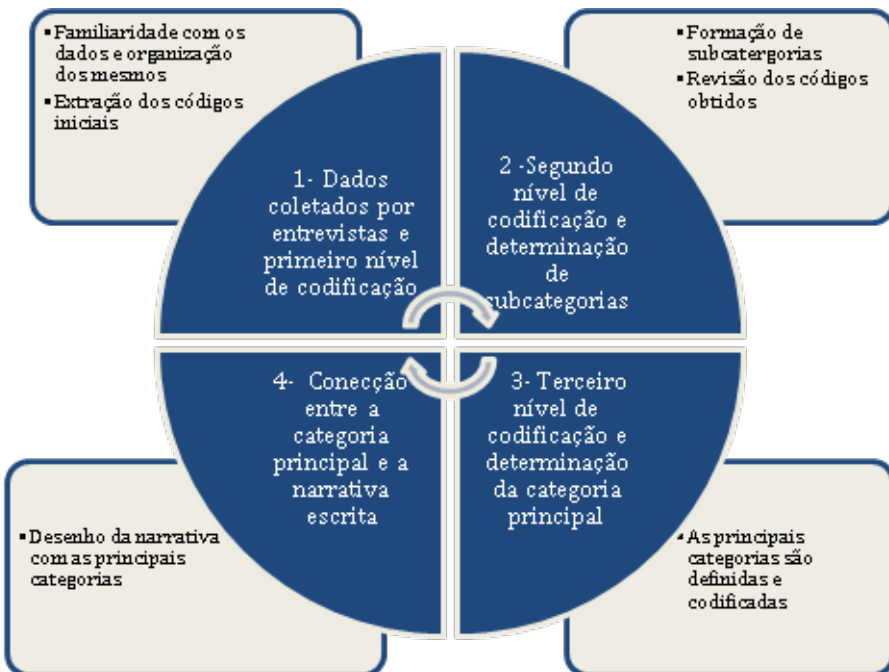 ▪Familiaridade com os
dados e organização
dos mesmos
▪Extração dos códigos
iniciais
1- Dados
coletados por
entrevistas e
primeiro nível
de codificação
▪Formação de
subcatergorias
▪Revisão dos códigos
obtidos
2 -Segundo
nível de
codificação e
determinação
de
subcategorias
3- Terceiro
nível de
codificação e
determinação
da categoria
principal
▪As principais
categorias são
definidas e
codificadas
4- Conecção
entre a
categoria
principal e a
narrativa
escrita
▪Desenho da narrativa
com as principais
categorias